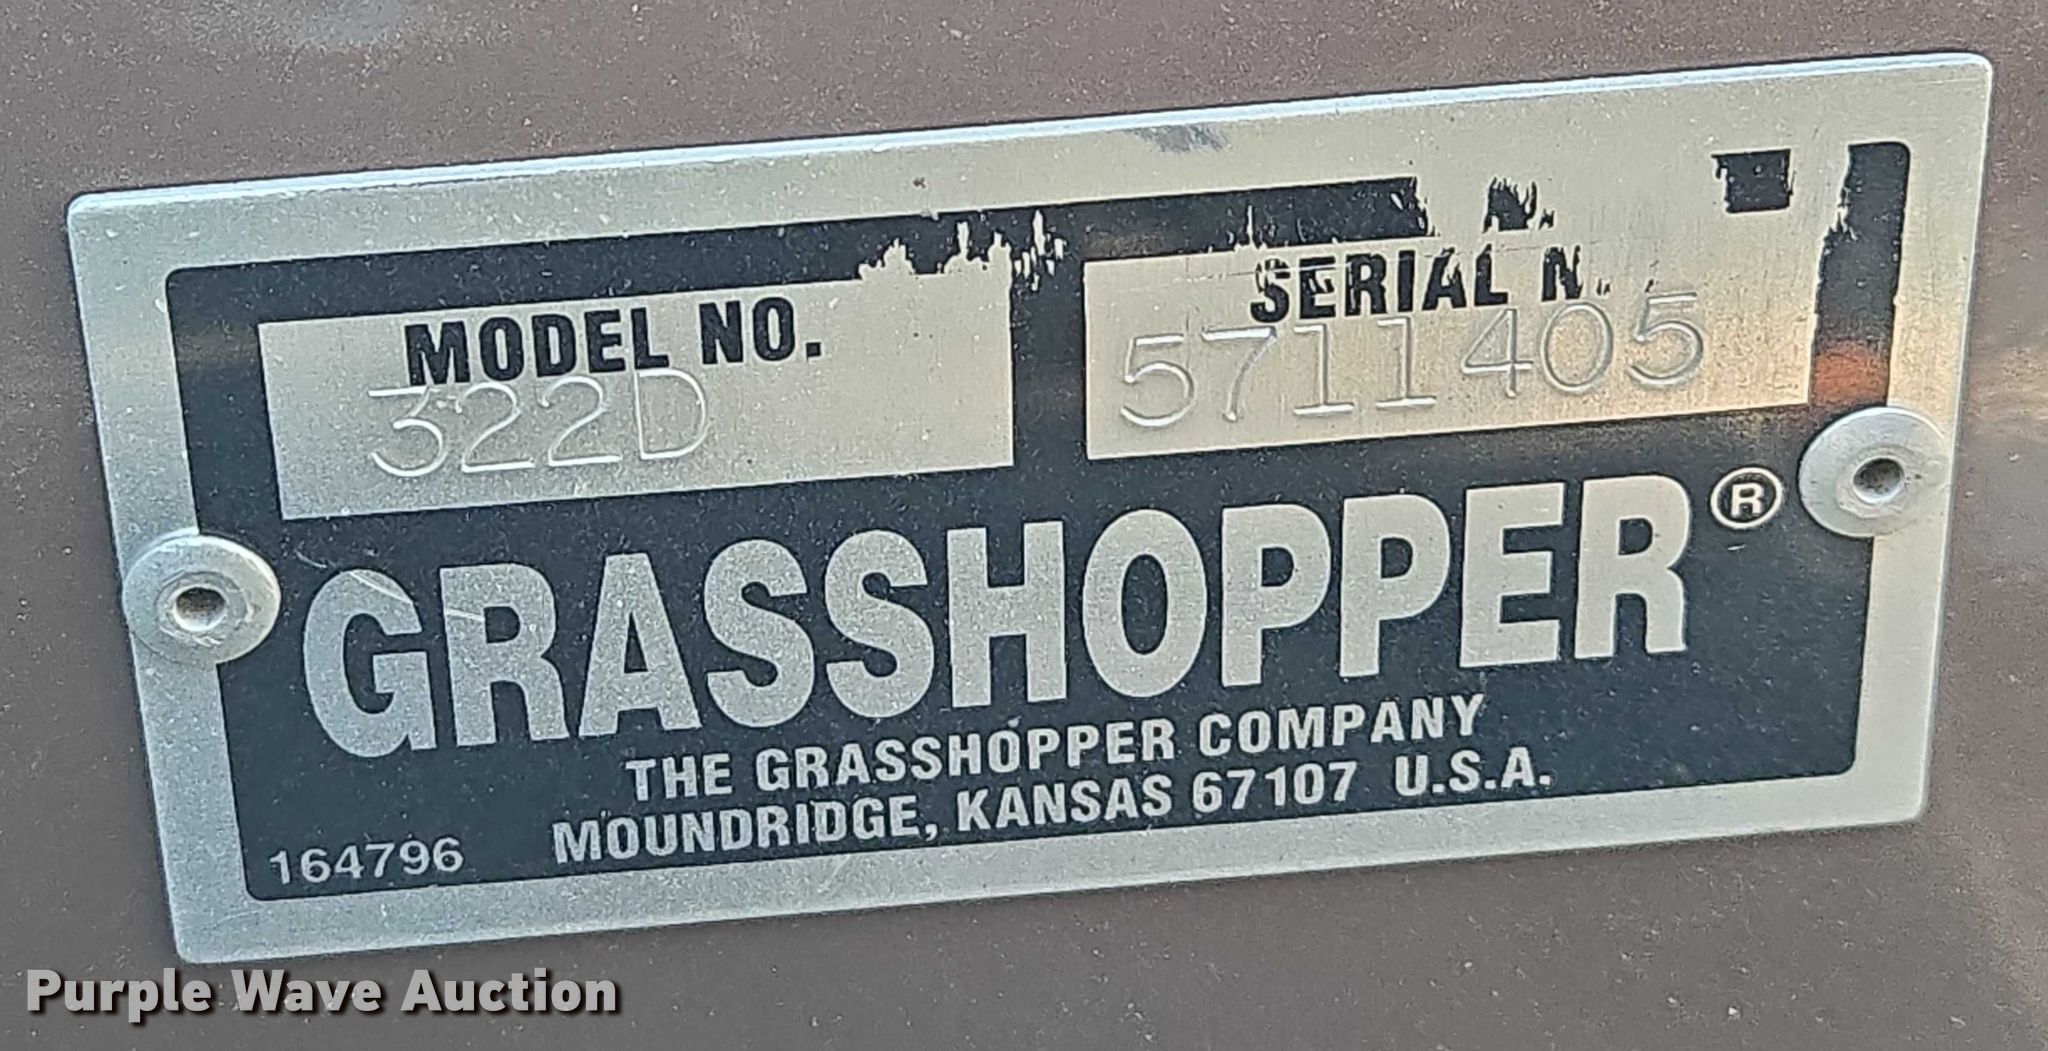 MODEL NO.
322D
SERIAL N
5711405
GRASSHOPPER®
THE GRASSHOPPER COMPANY
MOUNDRIDGE, KANSAS 67107 U.S.A.
164796
Purple Wave Auction